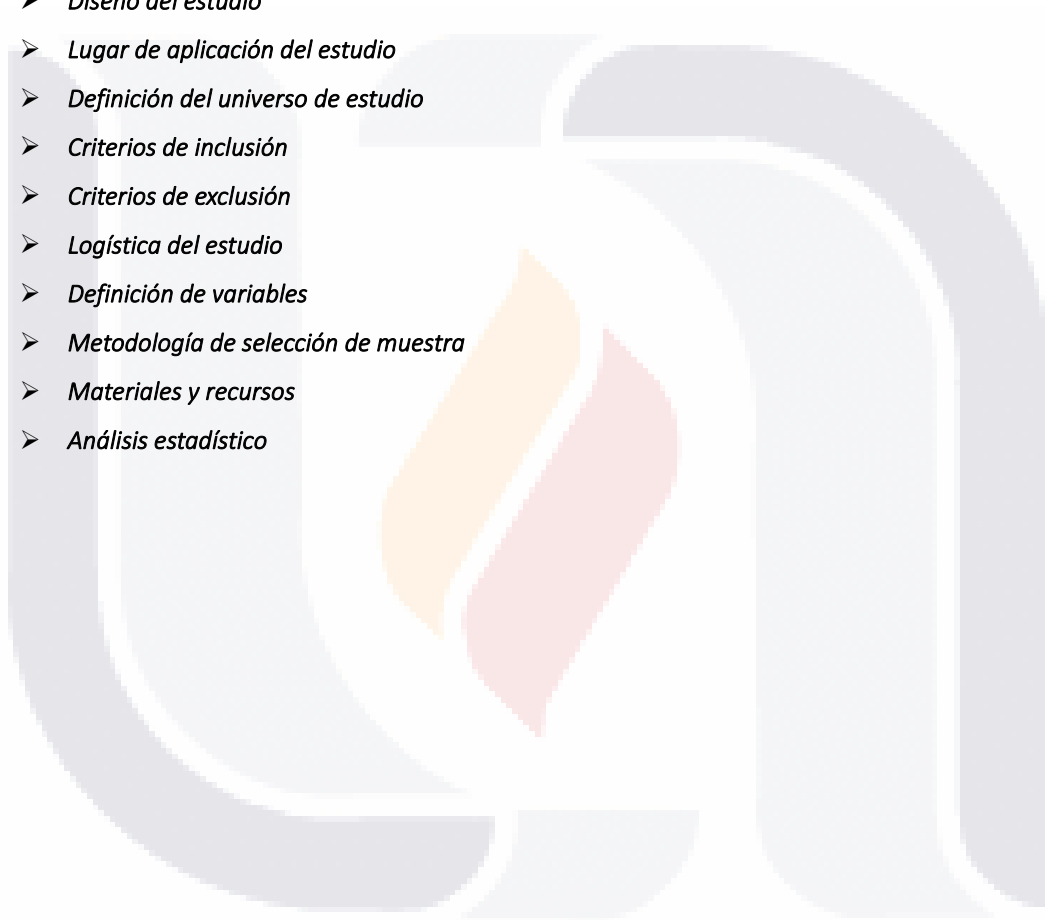 ➢ Diseño del estudio
➢ Lugar de aplicación del estudio
➢ Definición del universo de estudio
➢ Criterios de inclusión
➢ Criterios de exclusión
➢ Logística del estudio
➢ Definición de variables
➢ Metodología de selección de muestra
➢ Materiales y recursos
➢ Análisis estadístico